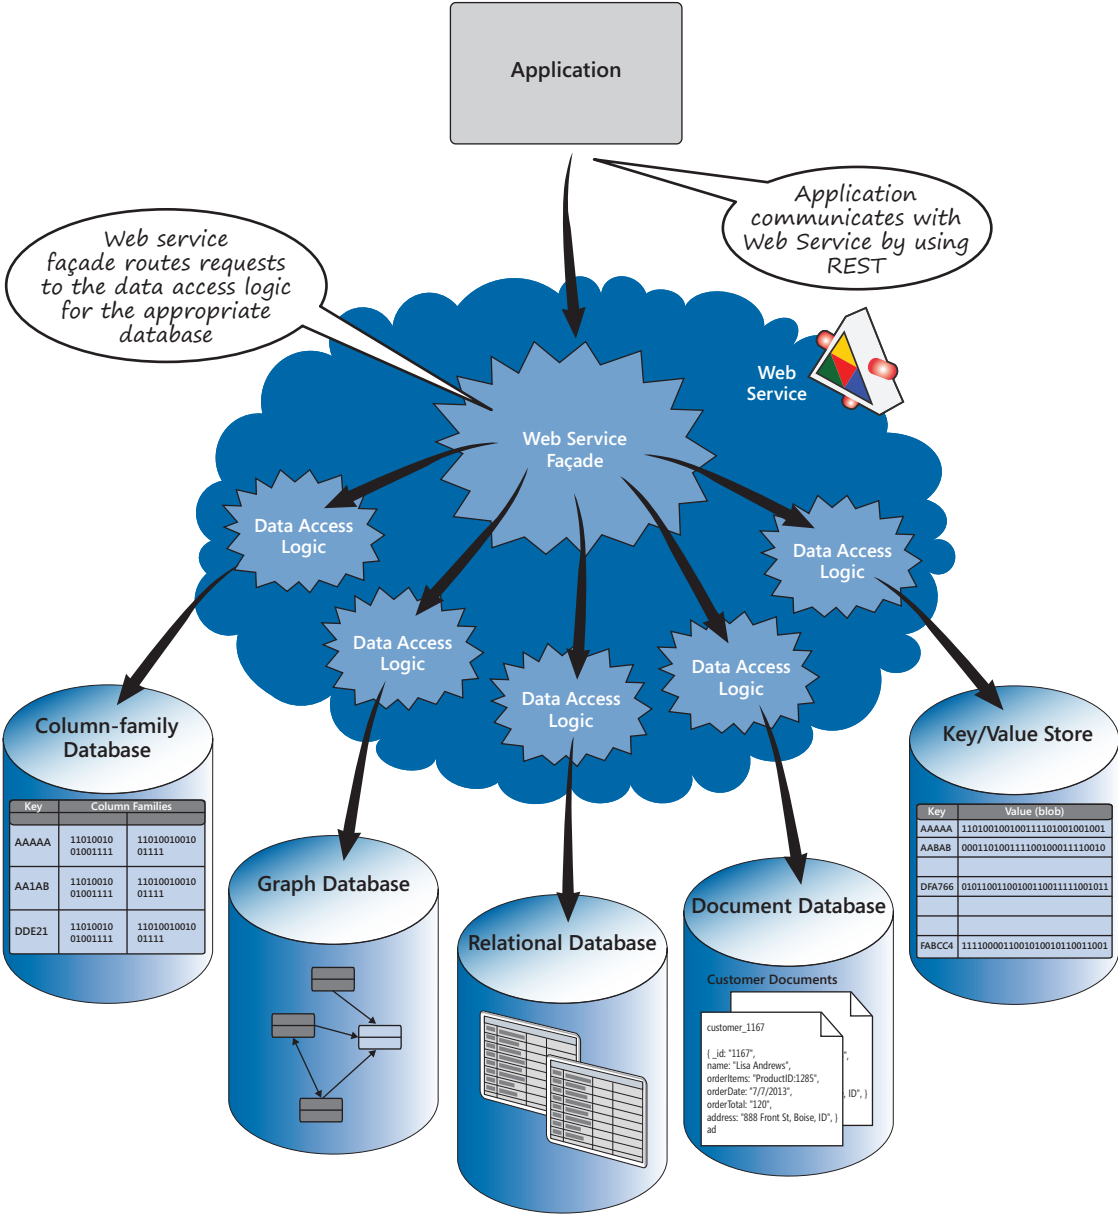 Application
Application
communicates with
Web Service by using
REST
Web service
façade routes requests
to the data access logic
for the appropriate
database
Web
Service
Web Service
Façade
Data Access
Logic
Data Access
Logic
Data Access
Logic
Data Access
Logic
Data Access
Logic
Column-family
Database
Key Column Families
AAAAA 11010010 11010010010
01001111 01111
AA1AB 11010010 11010010010
01001111 01111
DDE21 11010010 11010010010
01001111 01111
Graph Database
Relational Database
Document Database
Customer Documents
customer_1167
{ _id: "1167", ",
name: "Lisa Andrews",
orderItems: "ProductID:1285",
orderDate: "7/7/2013", , ID", }
orderTotal: "120",
address: "888 Front St, Boise, ID", }
ad
Key/Value Store
Key Value (blob)
AAAAA 110100100100111101001001001
AABAB 0001101001111001000111110010
DFA766 01011001100100110011111001011
FABCC4 1111000011001010010110011001